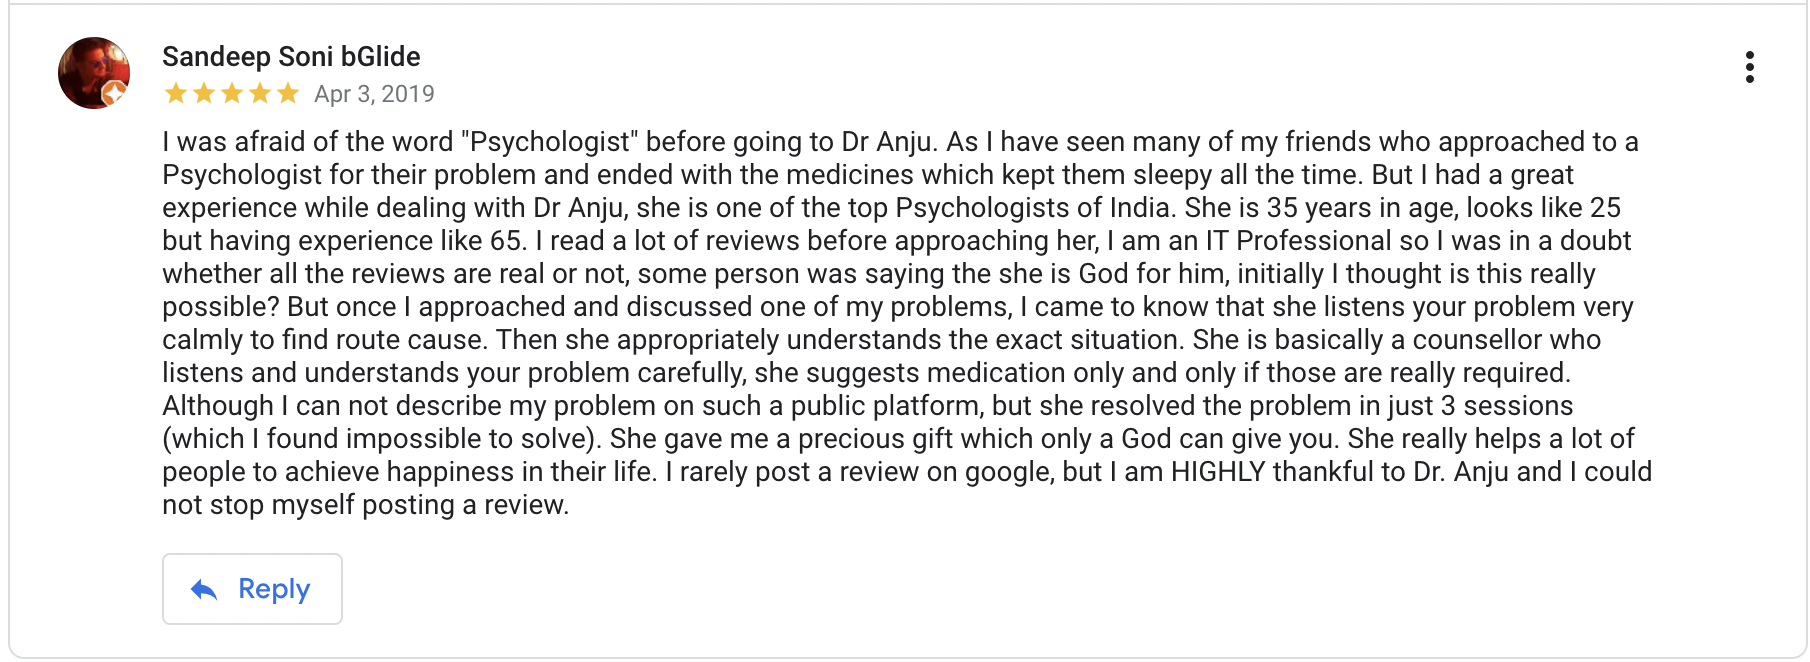 Sandeep Soni bGlide
Apr 3, 2019
I was afraid of the word "Psychologist" before going to Dr Anju. As I have seen many of my friends who approached to a
Psychologist for their problem and ended with the medicines which kept them sleepy all the time. But I had a great
experience while dealing with Dr Anju, she is one of the top Psychologists of India. She is 35 years in age, looks like 25
but having experience like 65. I read a lot of reviews before approaching her, I am an IT Professional so I was in a doubt
whether all the reviews are real or not, some person was saying the she is God for him, initially I thought is this really
possible? But once I approached and discussed one of my problems, I came to know that she listens your problem very
calmly to find route cause. Then she appropriately understands the exact situation. She is basically a counsellor who
listens and understands your problem carefully, she suggests medication only and only if those are really required.
Although I can not describe my problem on such a public platform, but she resolved the problem in just 3 sessions
(which I found impossible to solve). She gave me a precious gift which only a God can give you. She really helps a lot of
people to achieve happiness in their life. I rarely post a review on google, but I am HIGHLY thankful to Dr. Anju and I could
not stop myself posting a review.
Reply